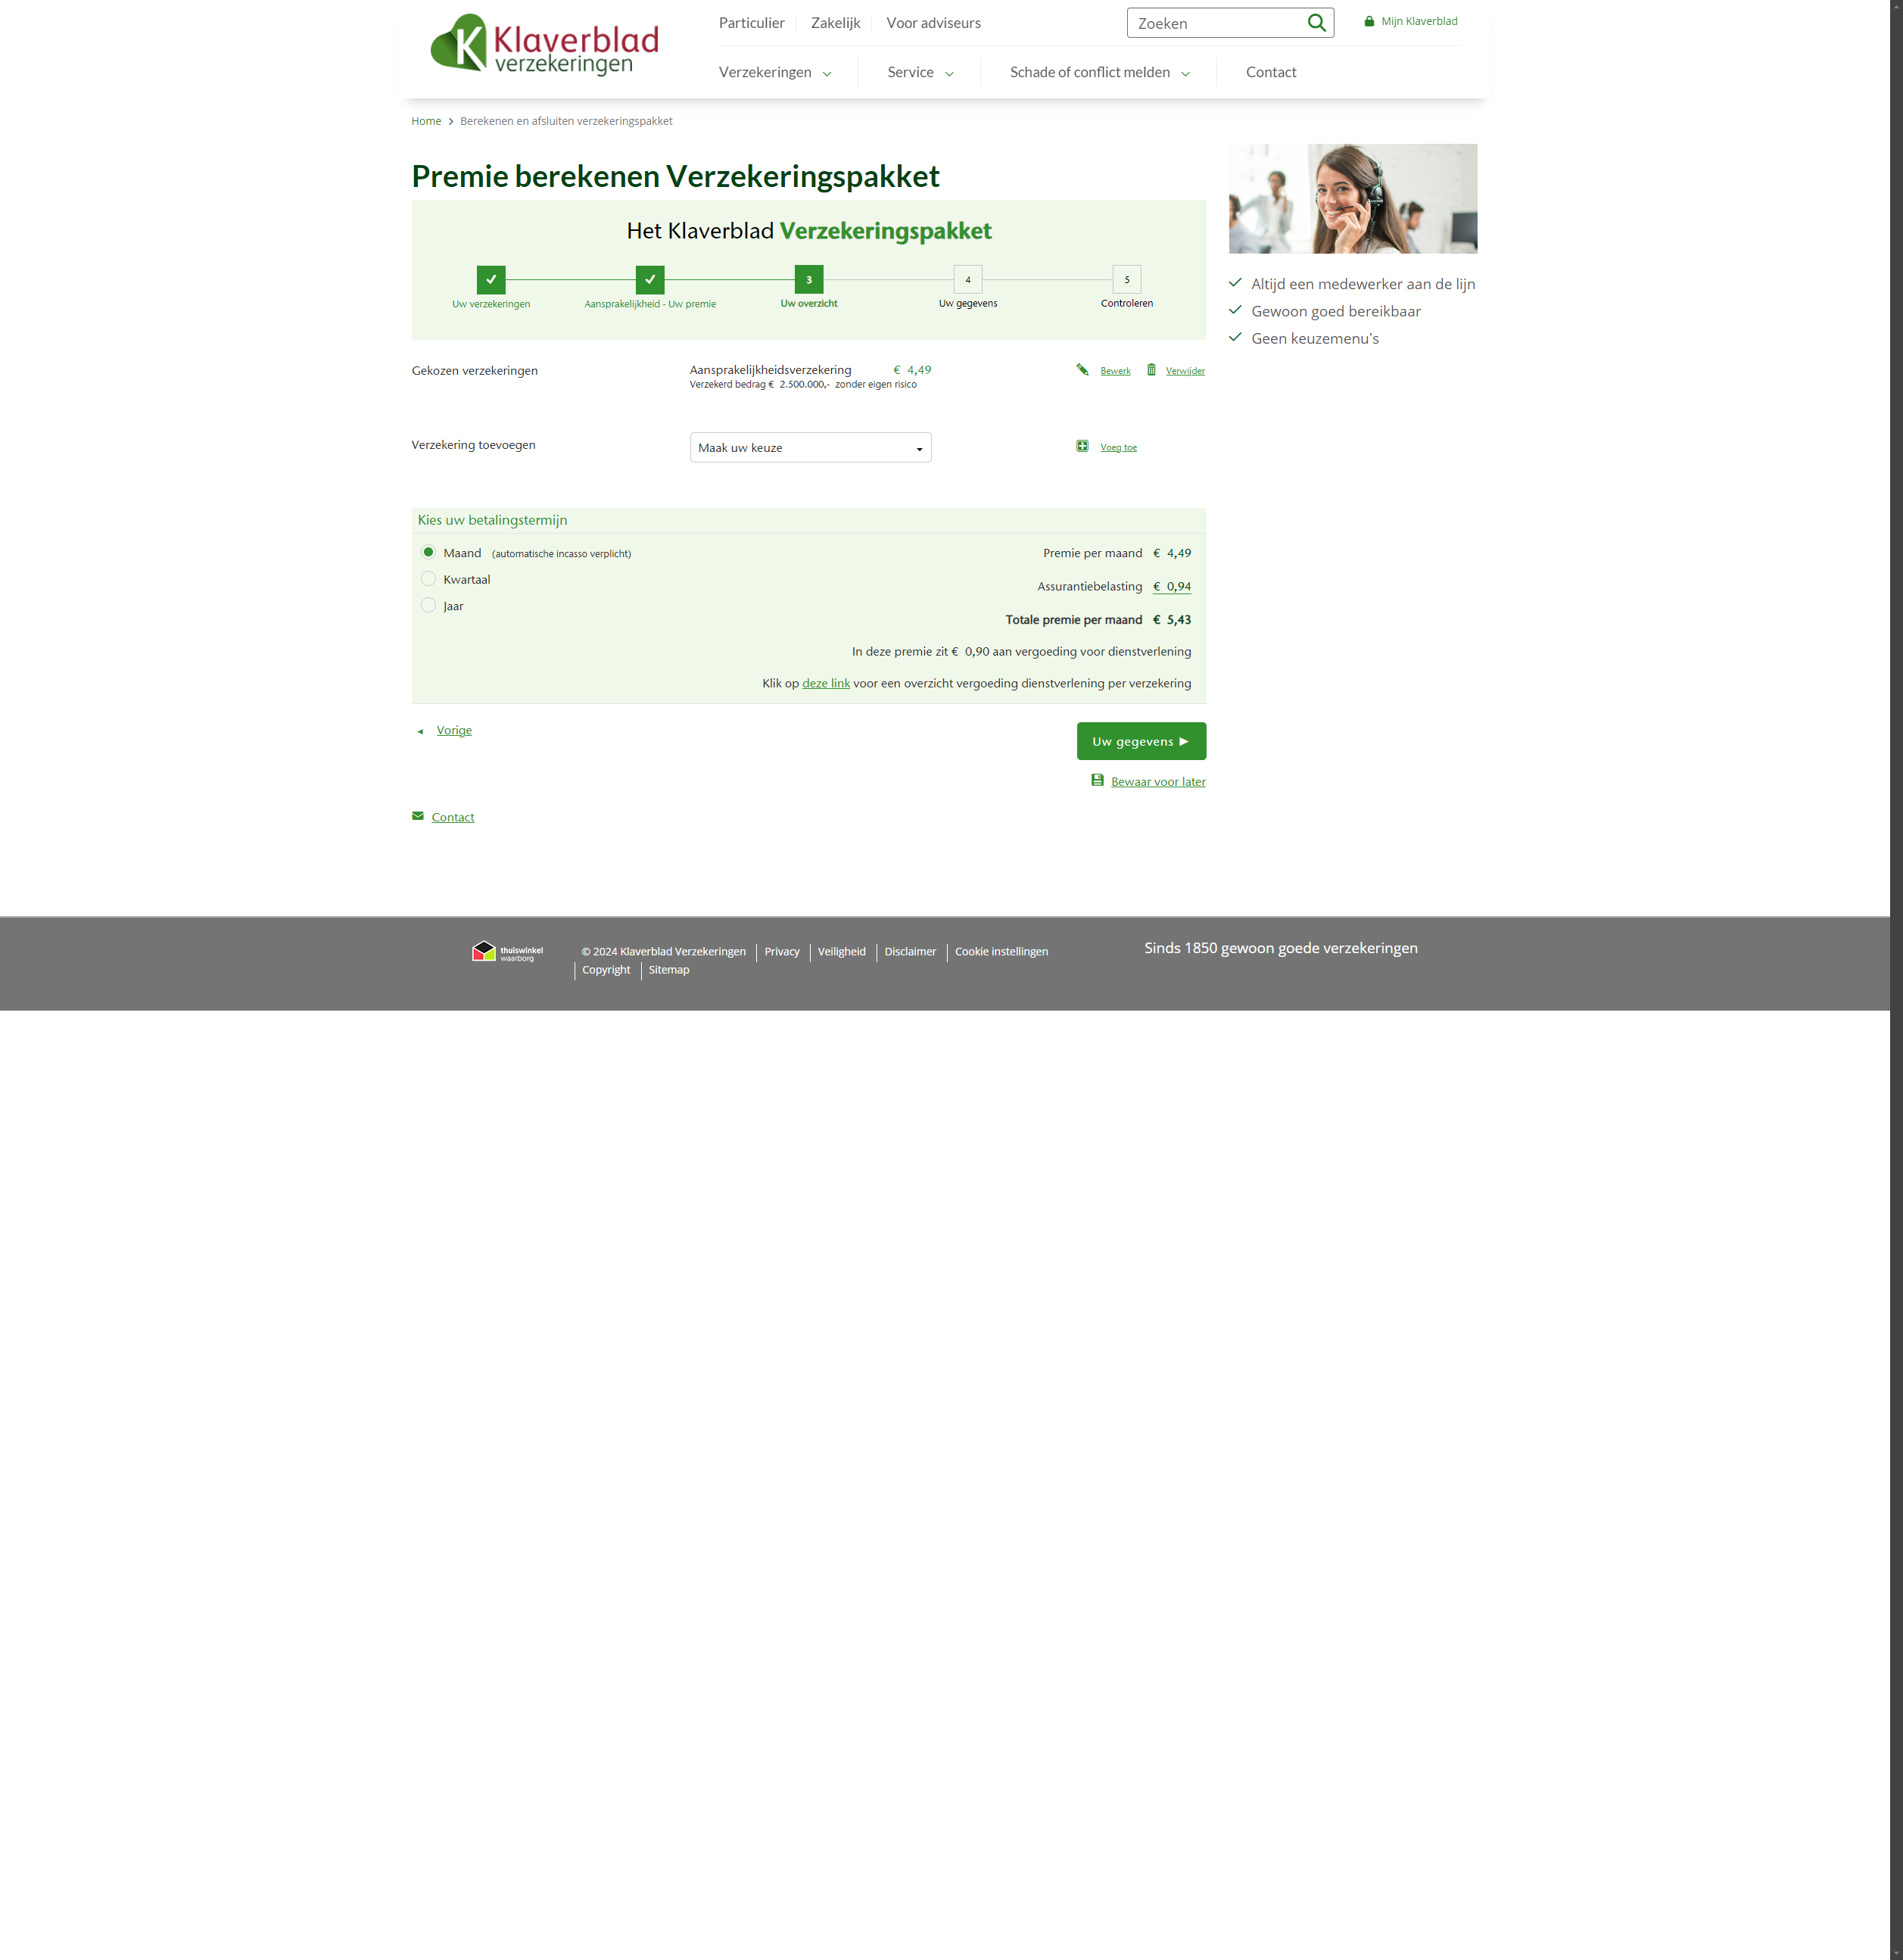 K Klaverblad
verzekeringen
Particulier Zakelijk Voor adviseurs
Zoeken
Mijn Klaverblad
Verzekeringen Service Schade of conflict melden Contact
Home Berekenen en afsluiten verzekeringspakket
Premie berekenen Verzekeringspakket
Het Klaverblad Verzekeringspakket
3 4 5
Uw verzekeringen Aansprakelijkheid - Uw premie Uw overzicht Uw gegevens Controleren
Altijd een medewerker aan de lijn
Gewoon goed bereikbaar
Geen keuzemenu's
Gekozen verzekeringen Aansprakelijkheidsverzekering € 4,49 Bewerk Verwijder
Verzekerd bedrag € 2.500.000,- zonder eigen risico
Verzekering toevoegen Maak uw keuze Voeg toe
Kies uw betalingstermijn
Maand (automatische incasso verplicht) Premie per maand € 4,49
Kwartaal Assurantiebelasting € 0,94
Jaar Totale premie per maand € 5,43
In deze premie zit € 0,90 aan vergoeding voor dienstverlening
Klik op deze link voor een overzicht vergoeding dienstverlening per verzekering
Vorige Uw gegevens
Bewaar voor later
Contact
thuiswinkel
waarborg
© 2024 Klaverblad Verzekeringen Privacy Veiligheid Disclaimer Cookie instellingen
Copyright Sitemap
Sinds 1850 gewoon goede verzekeringen